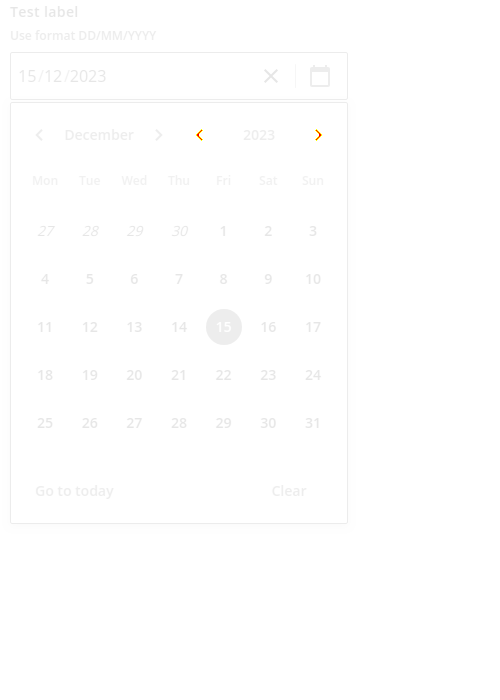 Test label
Use format DD/MM/YYYY
15/12/2023
December 2023
Mon Tue Wed Thu Fri Sat Sun
27 28 29 30 1 2 3
4 5 6 7 8 9 10
11 12 13 14 15 16 17
18 19 20 21 22 23 24
25 26 27 28 29 30 31
Go to today Clear